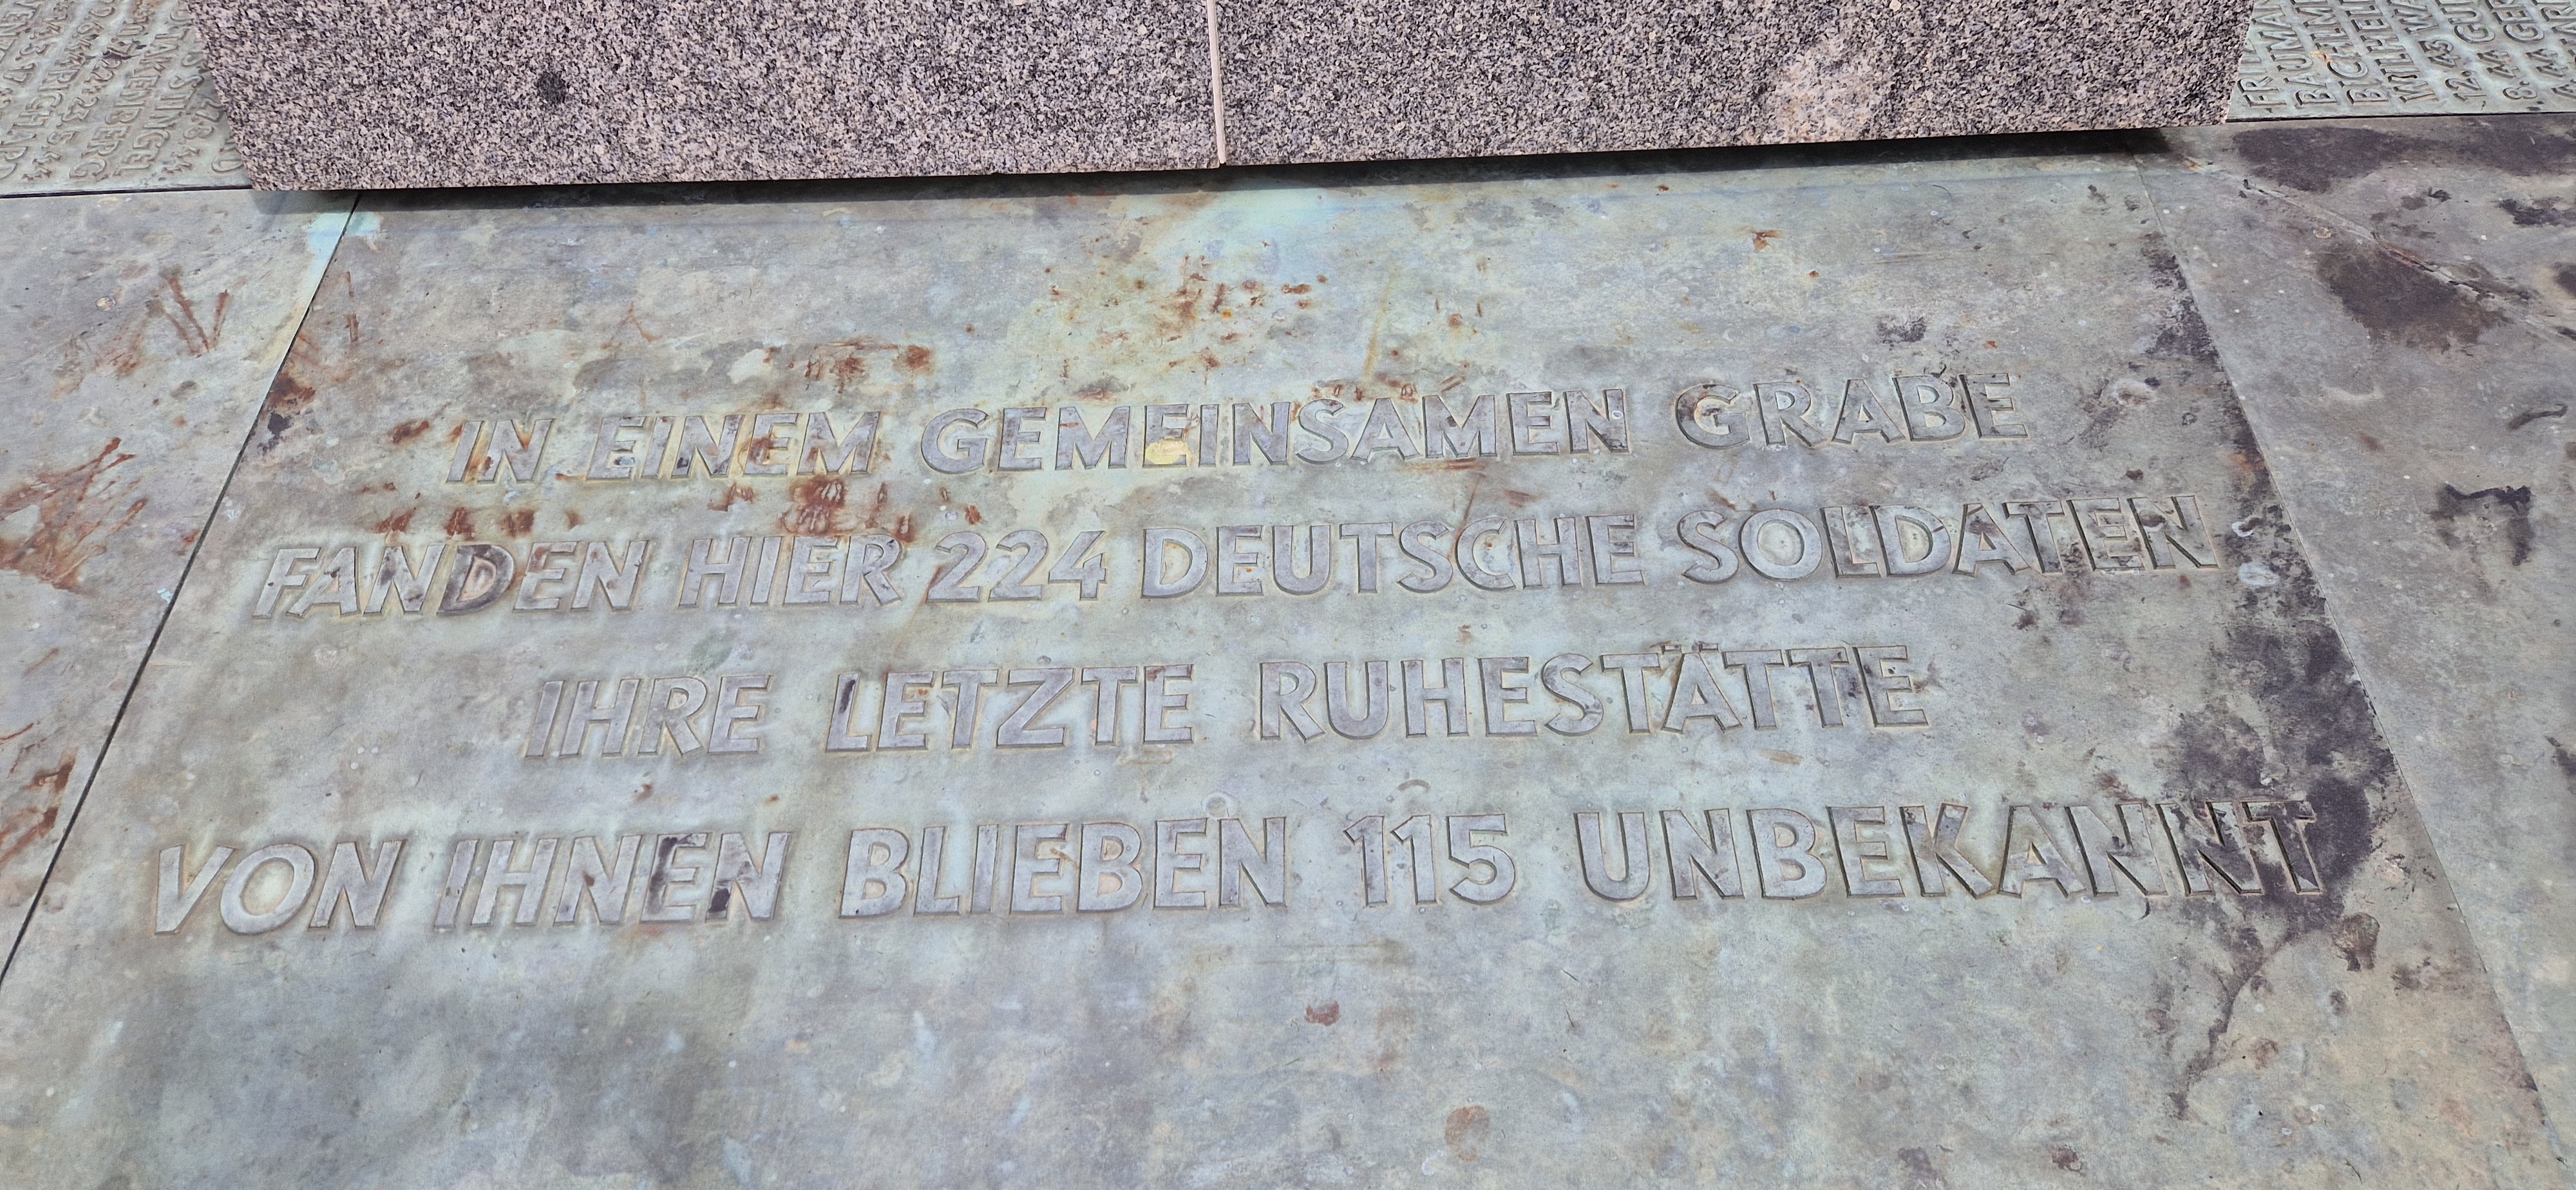 IN EINEM GEMEINSAMEN GRABE
FANDEN HIER 224 DEUTSCHE SOLDATEN
IHRE LETZTE RUHESTÄTTE
VON IHNEN BLIEBEN 115 UNBEKANNT